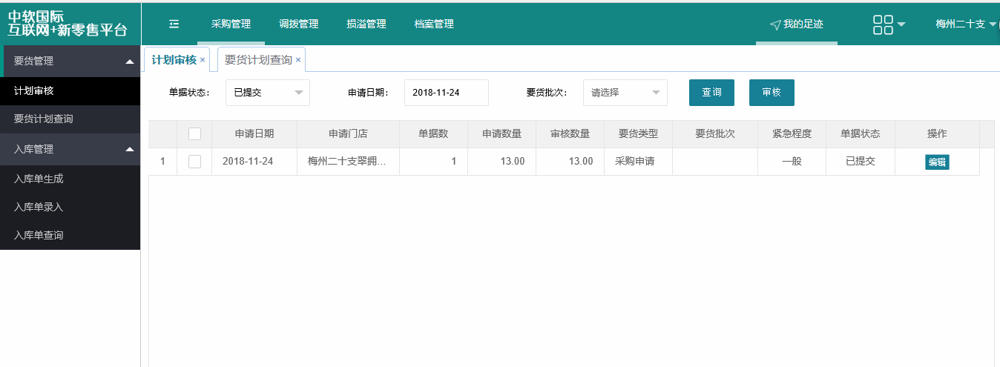 中软国际
互联网+新零售平台
采购管理 调拨管理 损溢管理 档案管理 我的足迹 梅州二十支
要货管理
计划审核
要货计划查询
入库管理
入库单生成
入库单录入
入库单查询
计划审核 × 要货计划查询 ×
单据状态: 已提交 申请日期: 2018-11-24 要货批次: 请选择 查询 审核
申请日期 申请门店 单据数 申请数量 审核数量 要货类型 要货批次 紧急程度 单据状态 操作
1 2018-11-24 梅州二十支翠拥... 1 13.00 13.00 采购申请 一般 已提交 编辑